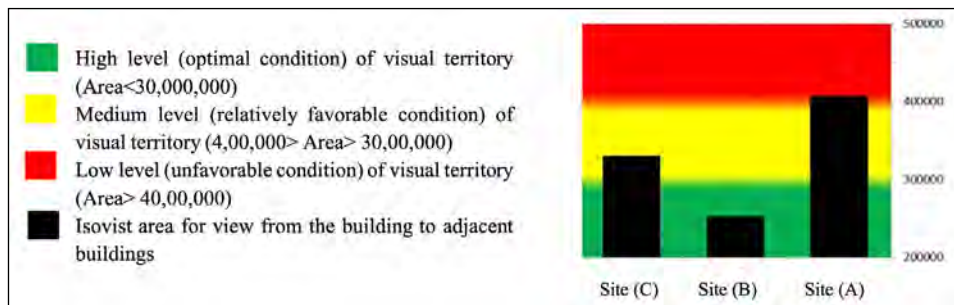 High level (optimal condition) of visual territory
(Area<30,000,000)
Medium level (relatively favorable condition) of
visual territory (4,00,000> Area> 30,00,000)
Low level (unfavorable condition) of visual territory
(Area> 40,00,000)
Isovist area for view from the building to adjacent
buildings
500000
400000
300000
200000
Site (C) Site (B) Site (A)